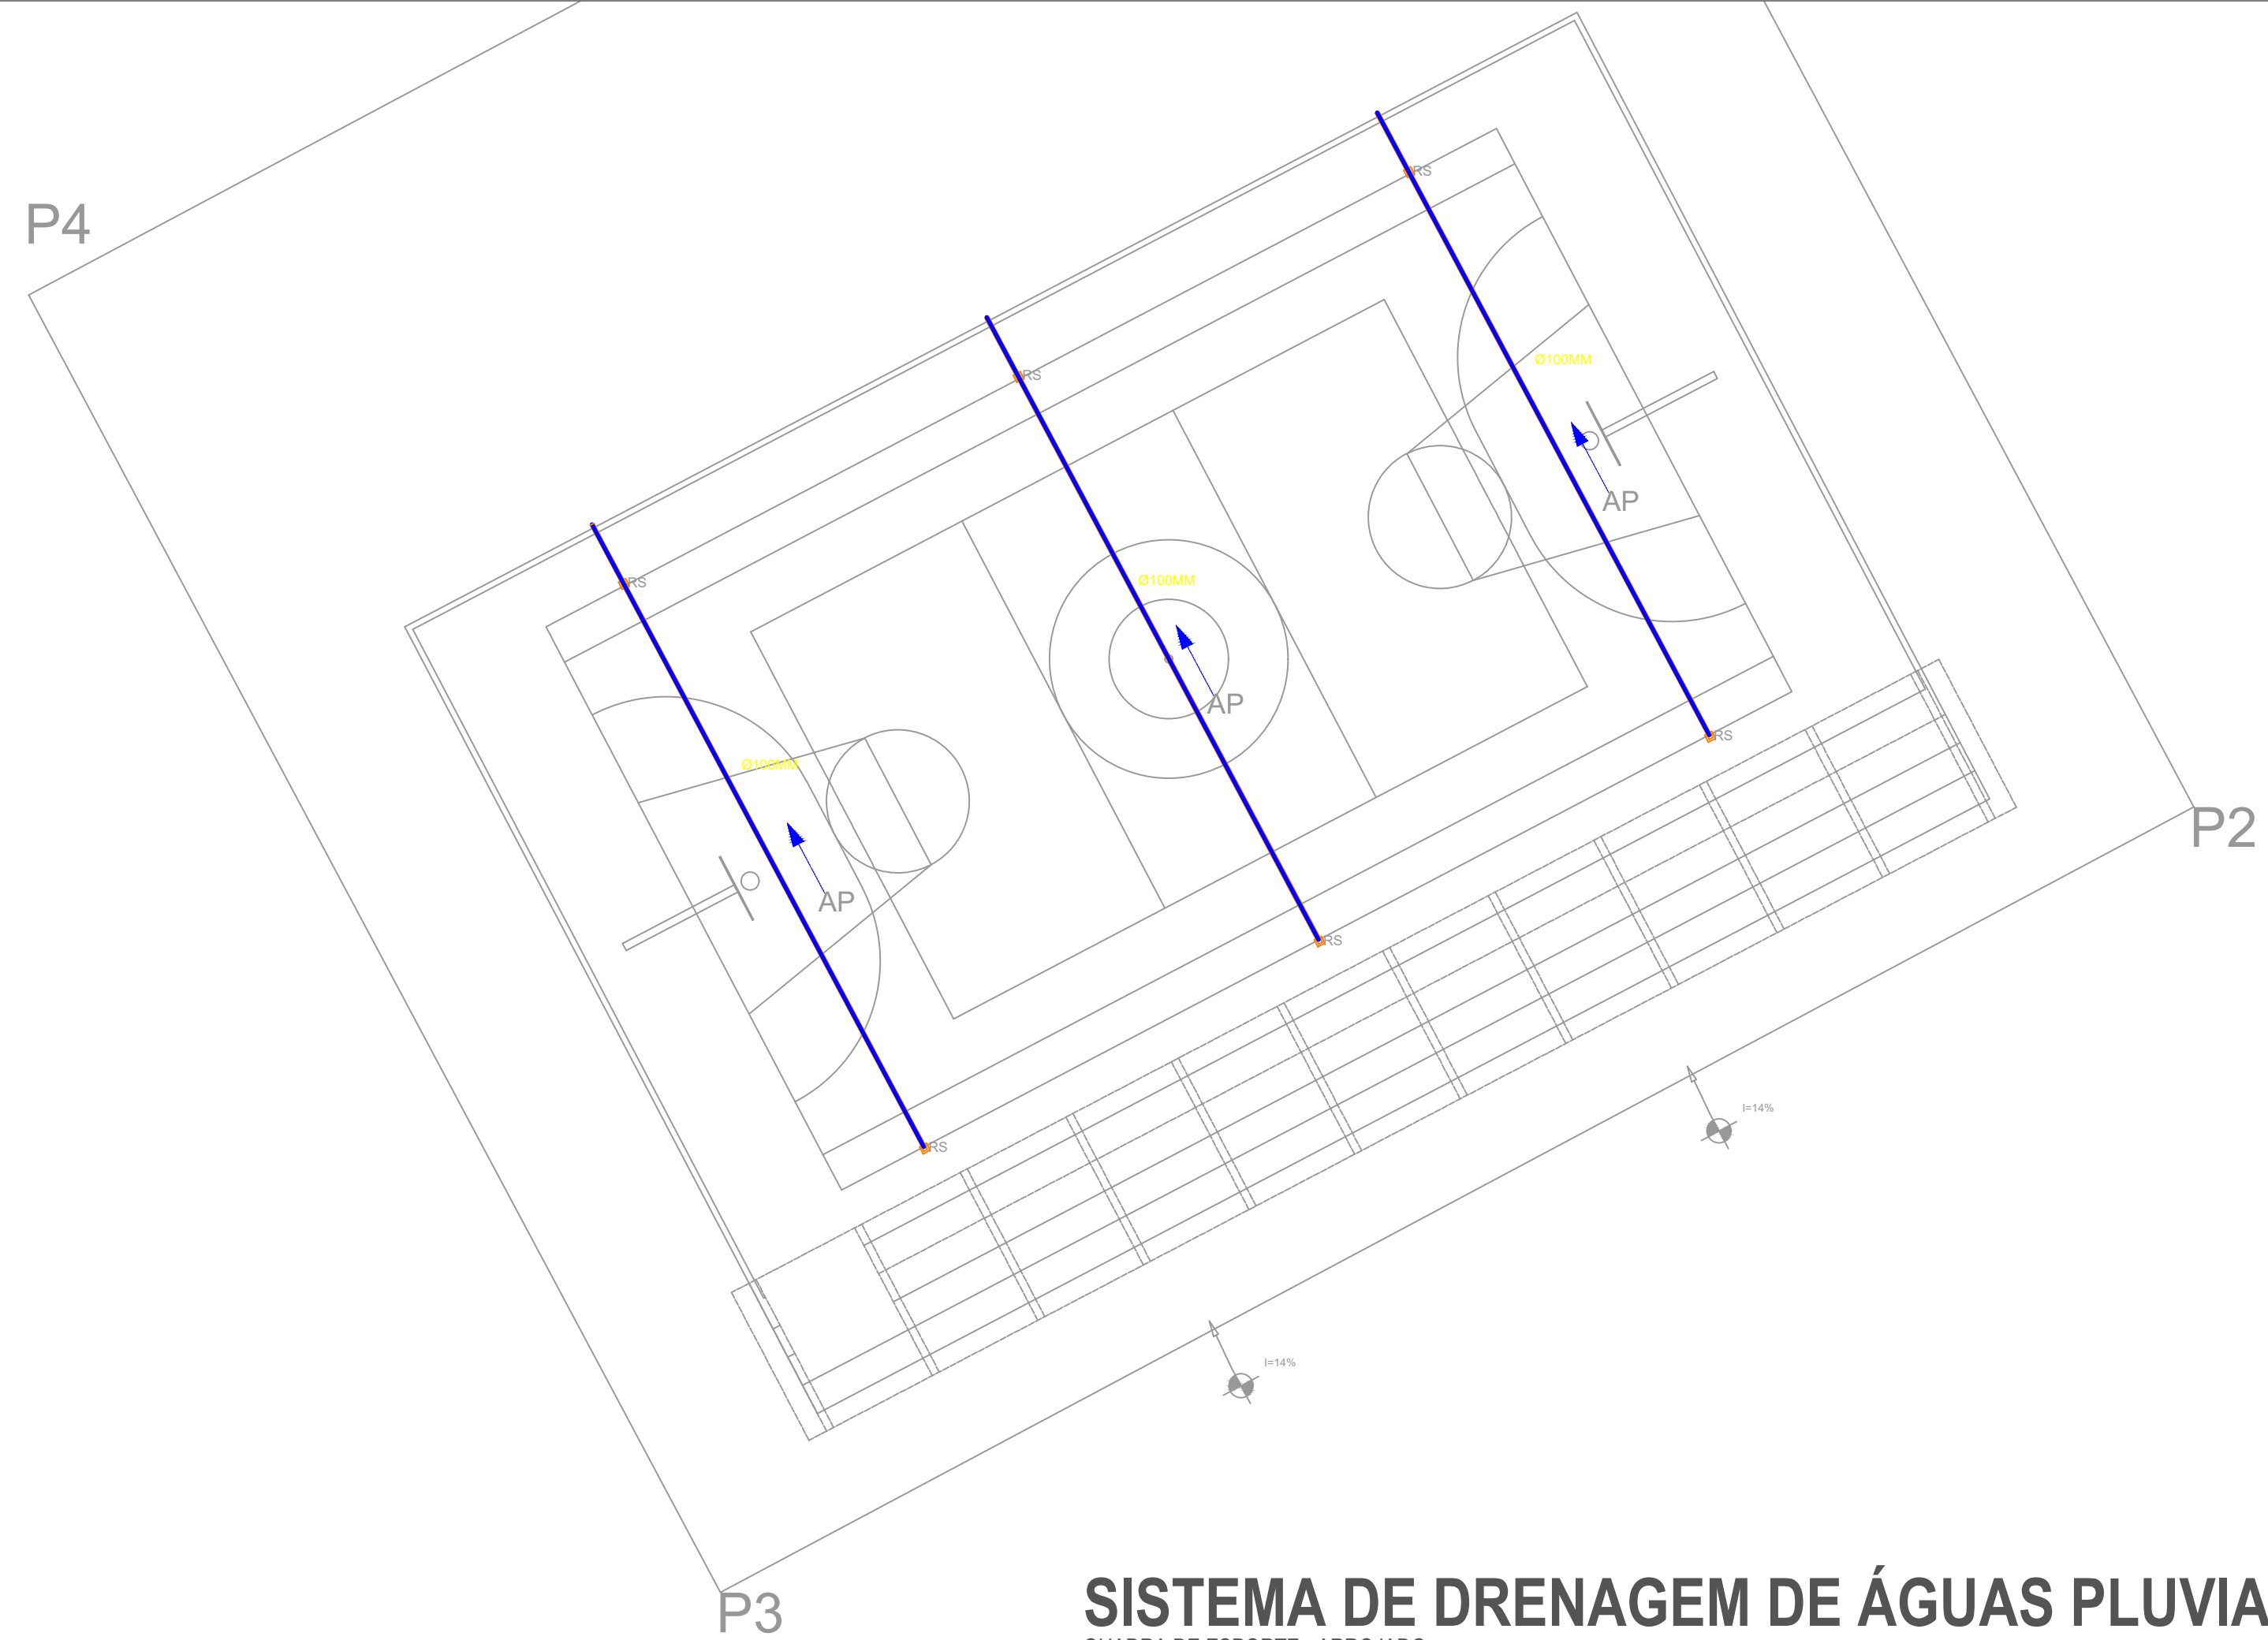 RS
P4
Ø100MM
RS
AP
RS
Ø100MM
AP
RS
Ø100MM
P2
AP
RS
I=14%
RS
I=14%
P3
SISTEMA DE DRENAGEM DE ÁGUAS PLUVIA